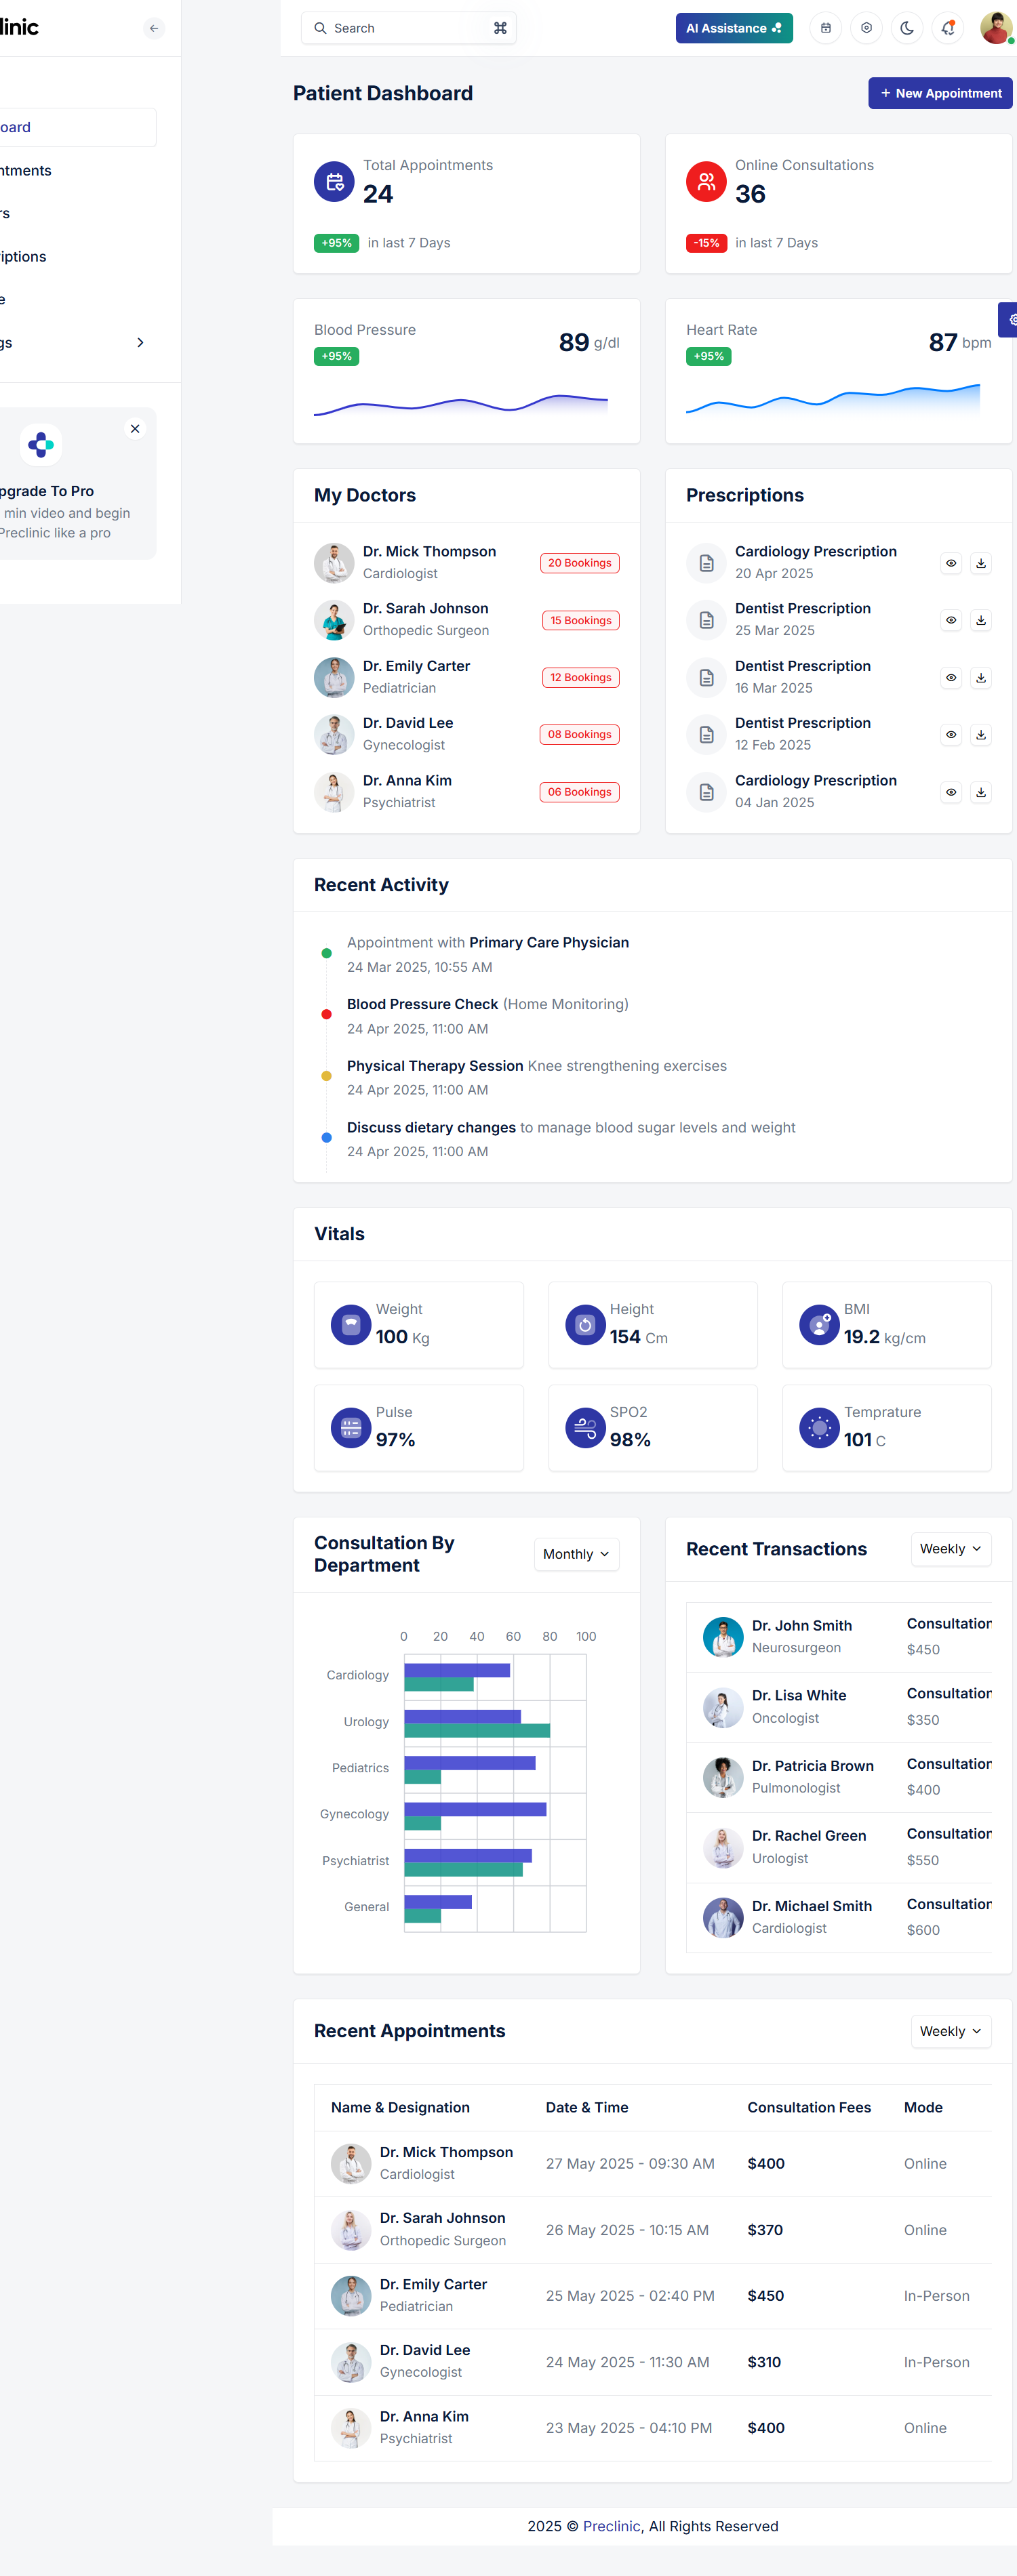 linic
oard
ntments
rs
iptions
e
gs
pgrade To Pro
min video and begin
Preclinic like a pro
Search
AI Assistance
Patient Dashboard
+ New Appointment
Total Appointments
24
+95% in last 7 Days
Online Consultations
36
-15% in last 7 Days
Blood Pressure
+95%
89 g/dl
Heart Rate
+95%
87 bpm
My Doctors
Dr. Mick Thompson
Cardiologist
20 Bookings
Dr. Sarah Johnson
Orthopedic Surgeon
15 Bookings
Dr. Emily Carter
Pediatrician
12 Bookings
Dr. David Lee
Gynecologist
08 Bookings
Dr. Anna Kim
Psychiatrist
06 Bookings
Prescriptions
Cardiology Prescription
20 Apr 2025
Dentist Prescription
25 Mar 2025
Dentist Prescription
16 Mar 2025
Dentist Prescription
12 Feb 2025
Cardiology Prescription
04 Jan 2025
Recent Activity
Appointment with Primary Care Physician
24 Mar 2025, 10:55 AM
Blood Pressure Check (Home Monitoring)
24 Apr 2025, 11:00 AM
Physical Therapy Session Knee strengthening exercises
24 Apr 2025, 11:00 AM
Discuss dietary changes to manage blood sugar levels and weight
24 Apr 2025, 11:00 AM
Vitals
Weight
100 Kg
Height
154 Cm
BMI
19.2 kg/cm
Pulse
97%
SPO2
98%
Temprature
101 C
Consultation By
Department
Monthly
0 20 40 60 80 100
Cardiology
Urology
Pediatrics
Gynecology
Psychiatrist
General
Recent Transactions
Weekly
Dr. John Smith
Neurosurgeon
Consultation
$450
Dr. Lisa White
Oncologist
Consultation
$350
Dr. Patricia Brown
Pulmonologist
Consultation
$400
Dr. Rachel Green
Urologist
Consultation
$550
Dr. Michael Smith
Cardiologist
Consultation
$600
Recent Appointments
Weekly
Name & Designation Date & Time Consultation Fees Mode
Dr. Mick Thompson
Cardiologist
27 May 2025 - 09:30 AM $400 Online
Dr. Sarah Johnson
Orthopedic Surgeon
26 May 2025 - 10:15 AM $370 Online
Dr. Emily Carter
Pediatrician
25 May 2025 - 02:40 PM $450 In-Person
Dr. David Lee
Gynecologist
24 May 2025 - 11:30 AM $310 In-Person
Dr. Anna Kim
Psychiatrist
23 May 2025 - 04:10 PM $400 Online
2025 © Preclinic, All Rights Reserved